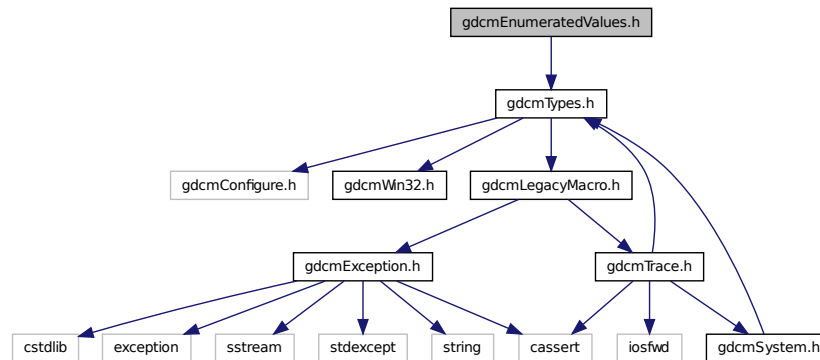 gdcmEnumeratedValues.h
gdcmTypes.h
gdcmConfigure.h
gdcmWin32.h
gdcmLegacyMacro.h
gdcmException.h
gdcmTrace.h
cstdlib
exception
sstream
stdexcept
string
cassert
iosfwd
gdcmSystem.h